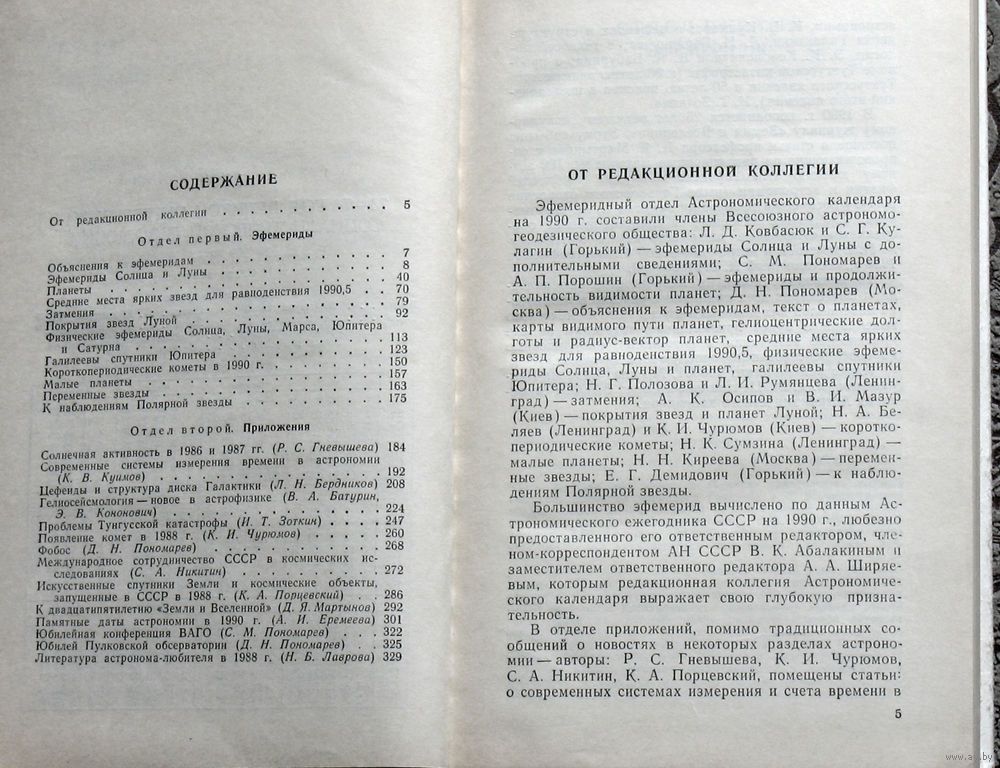 СОДЕРЖАНИЕ
От редакционной коллегии . . . . . . . . . . . . 5
Отдел первый. Эфемериды
Объяснения к эфемеридам . . . . . . . . . . . . 7
Эфемериды Солнца и Луны . . . . . . . . . . . . 8
Планеты . . . . . . . . . . . . 40
Средние места ярких звезд для равноденствия 1990,5 . . 70
Затмения . . . . . . . . . . . . 79
Покрытия звезд Луной . . . . . . . . . . . . 92
Физические эфемериды Солнца, Луны, Марса, Юпитера
и Сатурна . . . . . . . . . . . . 113
Галилеевы спутники Юпитера . . . . . . . . . . . . 123
Короткопериодические кометы в 1990 г. . . . . . . . . 150
Малые планеты . . . . . . . . . . . . 157
Переменные звезды . . . . . . . . . . . . 163
К наблюдениям Полярной звезды . . . . . . . . . 175
Отдел второй. Приложения
Солнечная активность в 1986 и 1987 гг. (Р. С. Гневышева) 184
Современные системы измерения времени в астрономии
(К. В. Куимов) . . . . . . . . . . . . 192
Цефеиды и структура диска Галактики (Л. Н. Бердников) 208
Гелиосейсмология — новое в астрофизике (В. А. Батурин,
Э. В. Кононович) . . . . . . . . . . . . 224
Проблемы Тунгусской катастрофы (И. Т. Зоткин) . . . . 247
Появление комет в 1988 г. (К. И. Чурюмов) . . . . 260
Фобос (Д. Н. Пономарев) . . . . . . . . . . . . 268
Международное сотрудничество СССР в космических ис-
следованиях (С. А. Никитин) . . . . . . . . . 272
Искусственные спутники Земли и космические объекты,
запущенные в СССР в 1988 г. (К. А. Порцевский) . . 286
К двадцатипятилетию «Земли и Вселенной» (Д. Я. Мартынов) 292
Памятные даты астрономии в 1990 г. (А. И. Еремеева) 301
Юбилейная конференция ВАГО (С. М. Пономарев) . . . 322
Юбилей Пулковской обсерватории (Д. Н. Пономарев) . . 325
Литература астронома-любителя в 1988 г. (Н. Б. Лаврова) 329
ОТ РЕДАКЦИОННОЙ КОЛЛЕГИИ
Эфемеридный отдел Астрономического календаря
на 1990 г. составили члены Всесоюзного астрономо-
геодезического общества: Л. Д. Ковбасюк и С. Г. Ку-
лагин (Горький) — эфемериды Солнца и Луны с до-
полнительными сведениями; С. М. Пономарев и
А. П. Порошин (Горький) — эфемериды и продолжи-
тельность видимости планет; Д. Н. Пономарев (Мос-
ква) — объяснения к эфемеридам, текст о планетах,
карты видимого пути планет, гелиоцентрические дол-
готы и радиус-вектор планет, средние места ярких
звезд для равноденствия 1990,5, физические эфеме-
риды Солнца, Луны и планет, галилеевы спутники
Юпитера; Н. Г. Полозова и Л. И. Румянцева (Ленин-
град) — затмения; А. К. Осипов и В. И. Мазур
(Киев) — покрытия звезд и планет Луной; Н. А. Бе-
ляев (Ленинград) и К. И. Чурюмов (Киев) — коротко-
периодические кометы; Н. К. Сумзина (Ленинград) —
малые планеты; Н. Н. Киреева (Москва) — перемен-
ные звезды; Е. Г. Демидович (Горький) — к наблю-
дениям Полярной звезды.
Большинство эфемерид вычислено по данным Ас-
трономического ежегодника СССР на 1990 г., любезно
предоставленного его ответственным редактором, чле-
ном-корреспондентом АН СССР В. К. Абалакиным и
заместителем ответственного редактора А. А. Ширяе-
вым, которым редакционная коллегия Астрономичес-
кого календаря выражает свою глубокую призна-
тельность.
В отделе приложений, помимо традиционных со-
общений о новостях в некоторых разделах астроно-
мии — авторы: Р. С. Гневышева, К. И. Чурюмов,
С. А. Никитин, К. А. Порцевский, помещены статьи:
о современных системах измерения и счета времени в
5